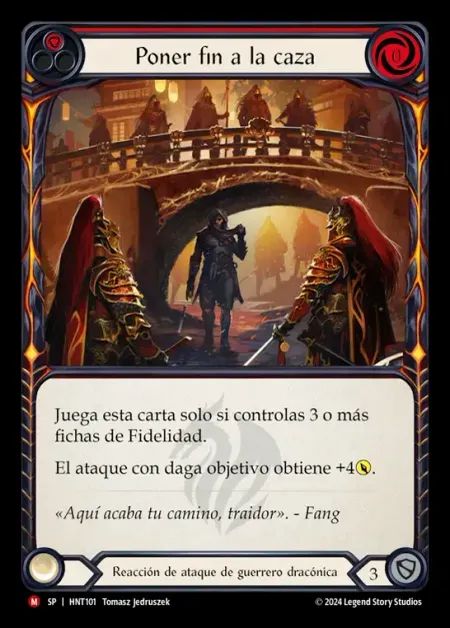 Poner fin a la caza
0
Juega esta carta solo si controlas 3 o más
fichas de Fidelidad.
El ataque con daga objetivo obtiene +4.
«Aquí acaba tu camino, traidor». - Fang
Reacción de ataque de guerrero dracónica
3
M SP | HNT101 Tomasz Jedruszek
© 2024 Legend Story Studios